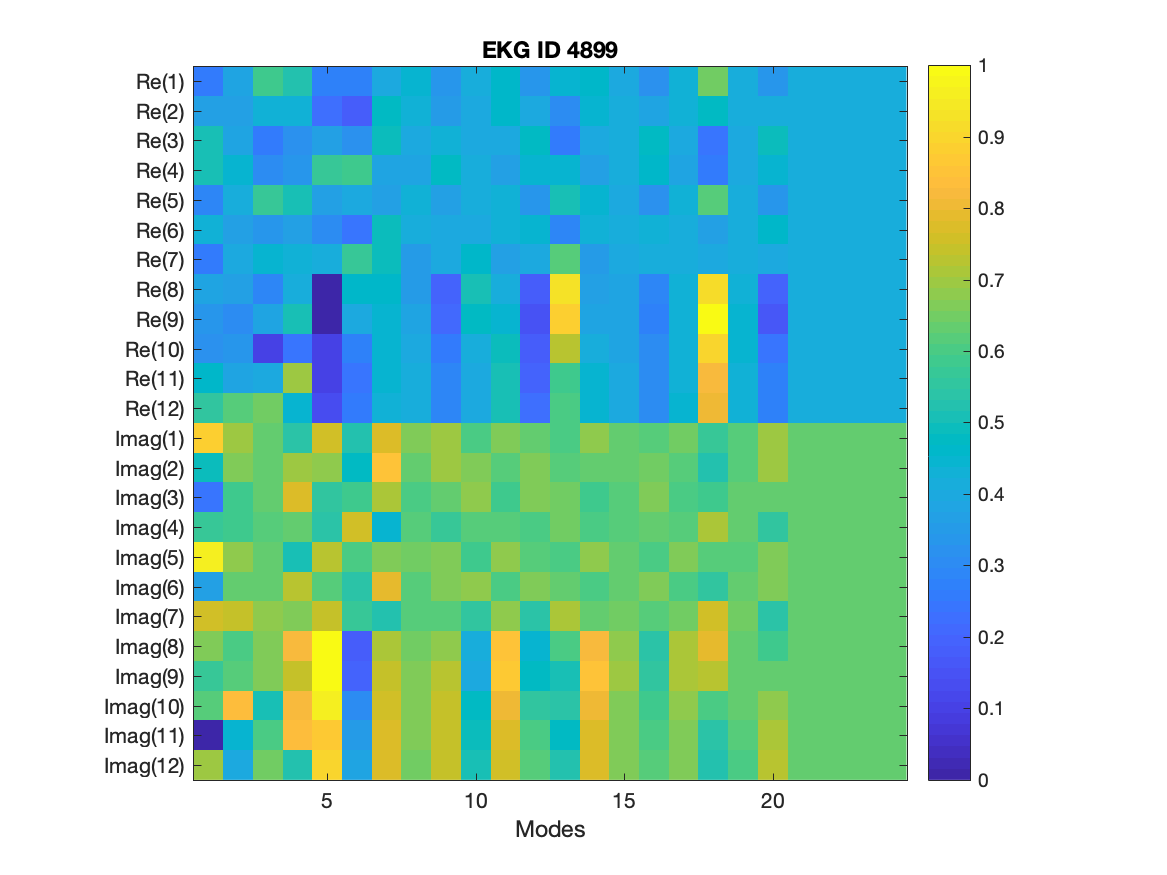 EKG ID 4899
Re(1)
Re(2)
Re(3)
Re(4)
Re(5)
Re(6)
Re(7)
Re(8)
Re(9)
Re(10)
Re(11)
Re(12)
Imag(1)
Imag(2)
Imag(3)
Imag(4)
Imag(5)
Imag(6)
Imag(7)
Imag(8)
Imag(9)
Imag(10)
Imag(11)
Imag(12)
5 10 15 20
Modes
1
0.9
0.8
0.7
0.6
0.5
0.4
0.3
0.2
0.1
0